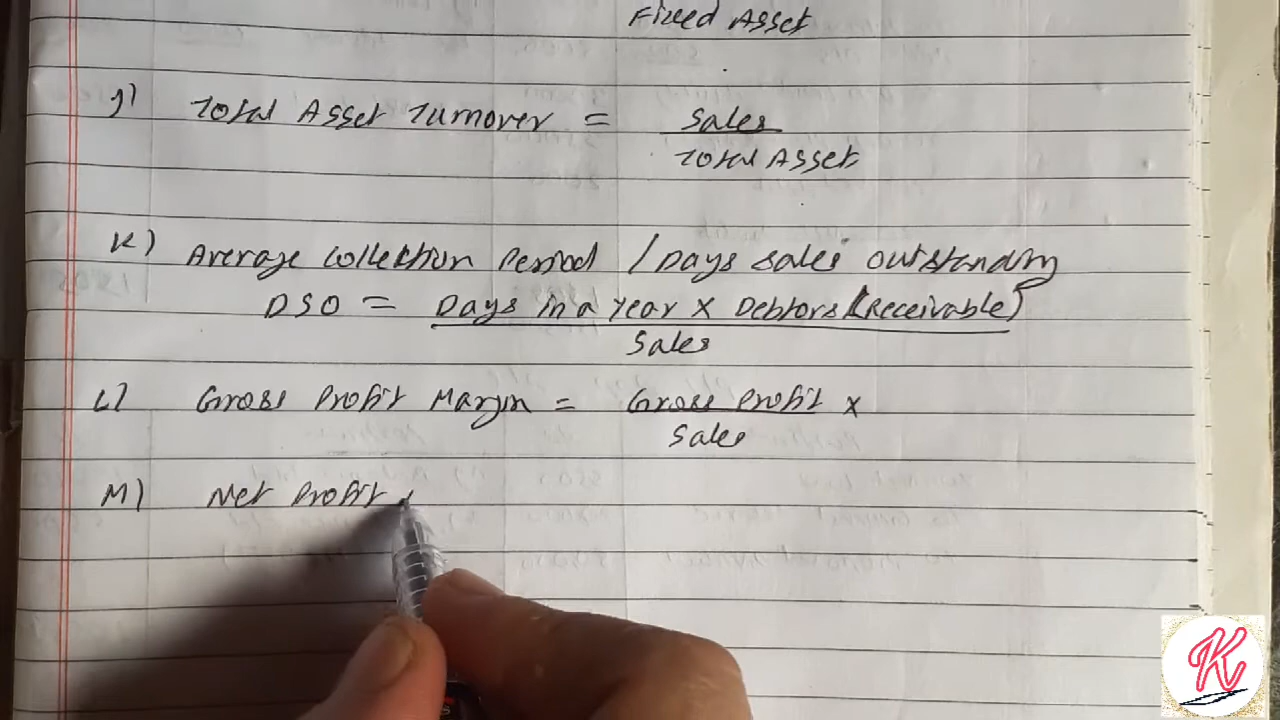 Fixed Asset
J) Total Asset Turnover = Sales
Total Asset
K) Average Collection Period / Days sales outstanding
DSO = Days in a year × Debtors (Receivable)
Sales
L) Gross Profit Margin = Gross Profit ×
Sales
M) Net Profit
K